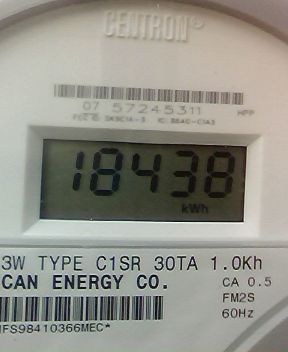 CENTRON®
07 57245311 HPP
18438
kWh
3W TYPE C1SR 30TA 1.0Kh
CAN ENERGY CO. CA 0.5
FM2S
60Hz
IFS98410366MEC*